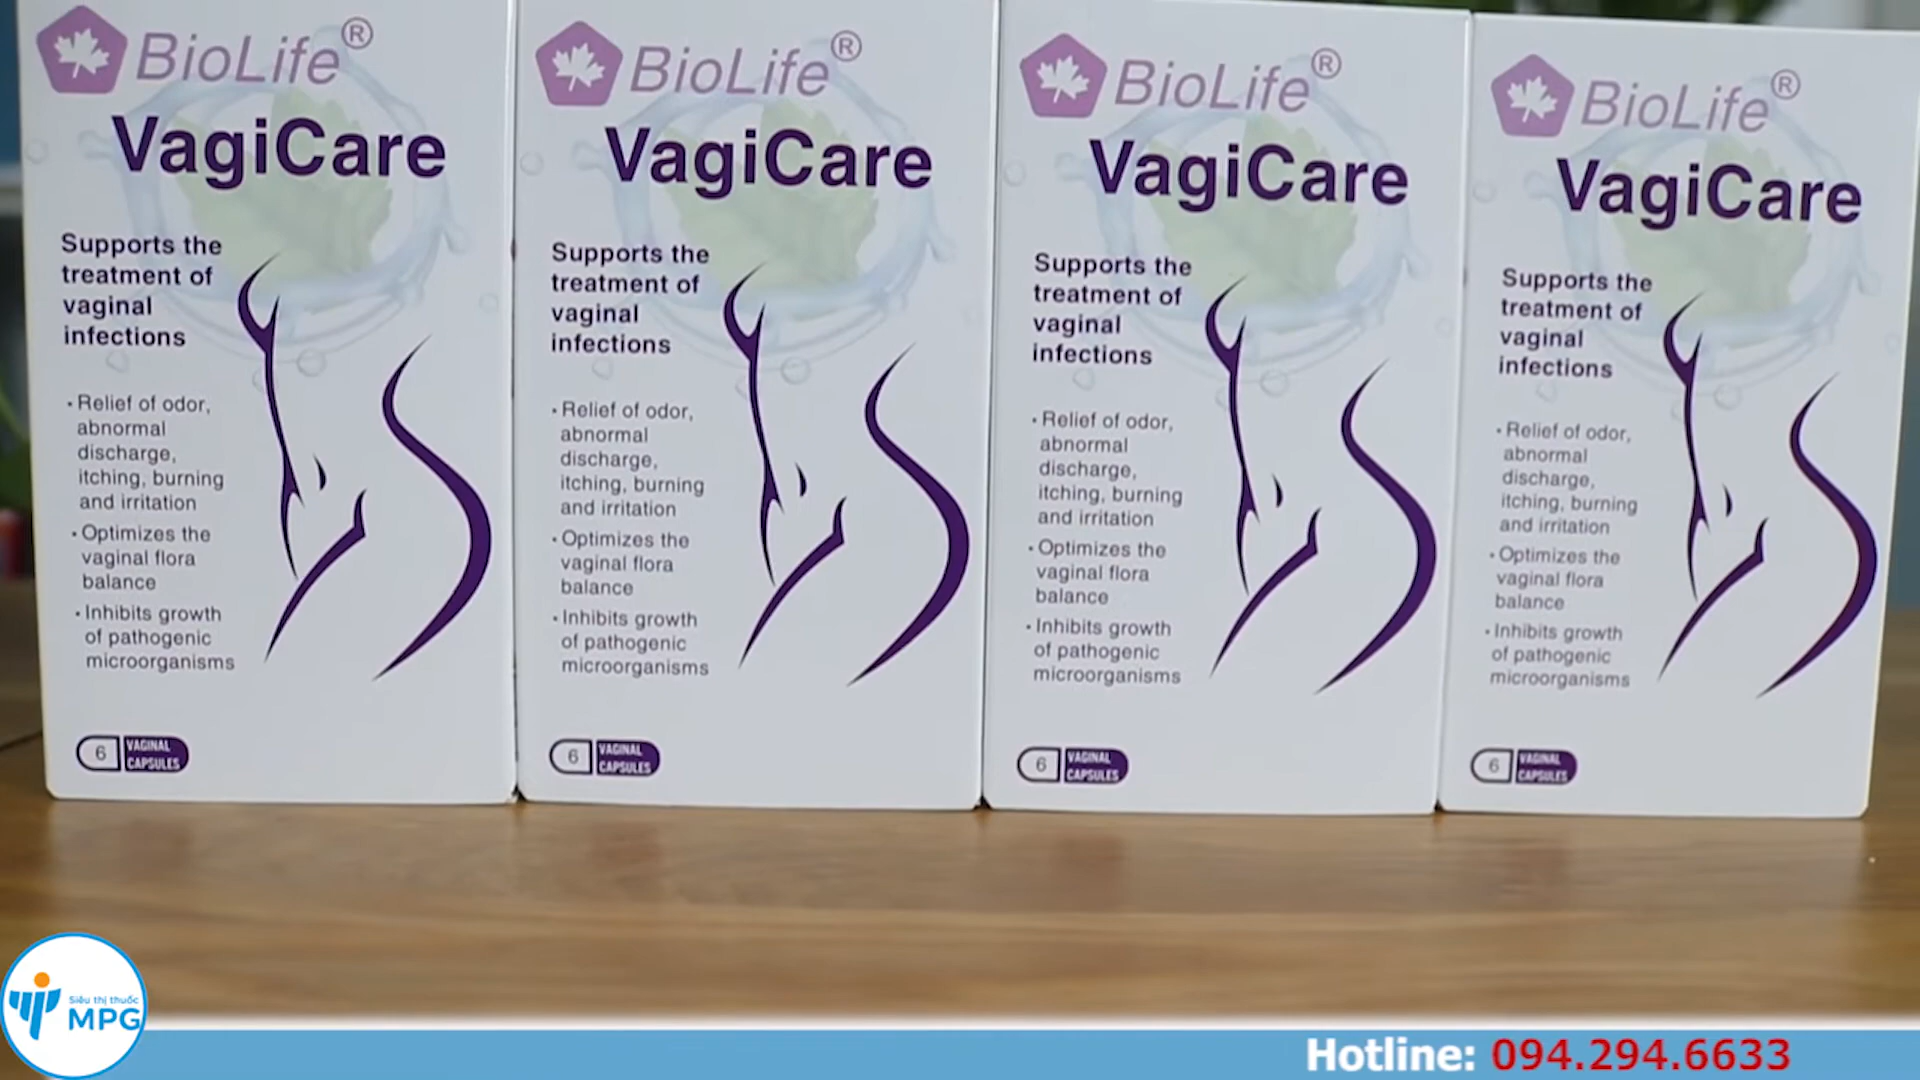 BioLife®
VagiCare
Supports the
treatment of
vaginal
infections
• Relief of odor,
abnormal
discharge,
itching, burning
and irritation
• Optimizes the
vaginal flora
balance
• Inhibits growth
of pathogenic
microorganisms
6 VAGINAL
CAPSULES
BioLife®
VagiCare
Supports the
treatment of
vaginal
infections
• Relief of odor,
abnormal
discharge,
itching, burning
and irritation
• Optimizes the
vaginal flora
balance
• Inhibits growth
of pathogenic
microorganisms
6 VAGINAL
CAPSULES
BioLife®
VagiCare
Supports the
treatment of
vaginal
infections
• Relief of odor,
abnormal
discharge,
itching, burning
and irritation
• Optimizes the
vaginal flora
balance
• Inhibits growth
of pathogenic
microorganisms
6 VAGINAL
CAPSULES
BioLife®
VagiCare
Supports the
treatment of
vaginal
infections
• Relief of odor,
abnormal
discharge,
itching, burning
and irritation
• Optimizes the
vaginal flora
balance
• Inhibits growth
of pathogenic
microorganisms
6 VAGINAL
CAPSULES
Siêu thị thuốc
MPG
Hotline: 094.294.6633